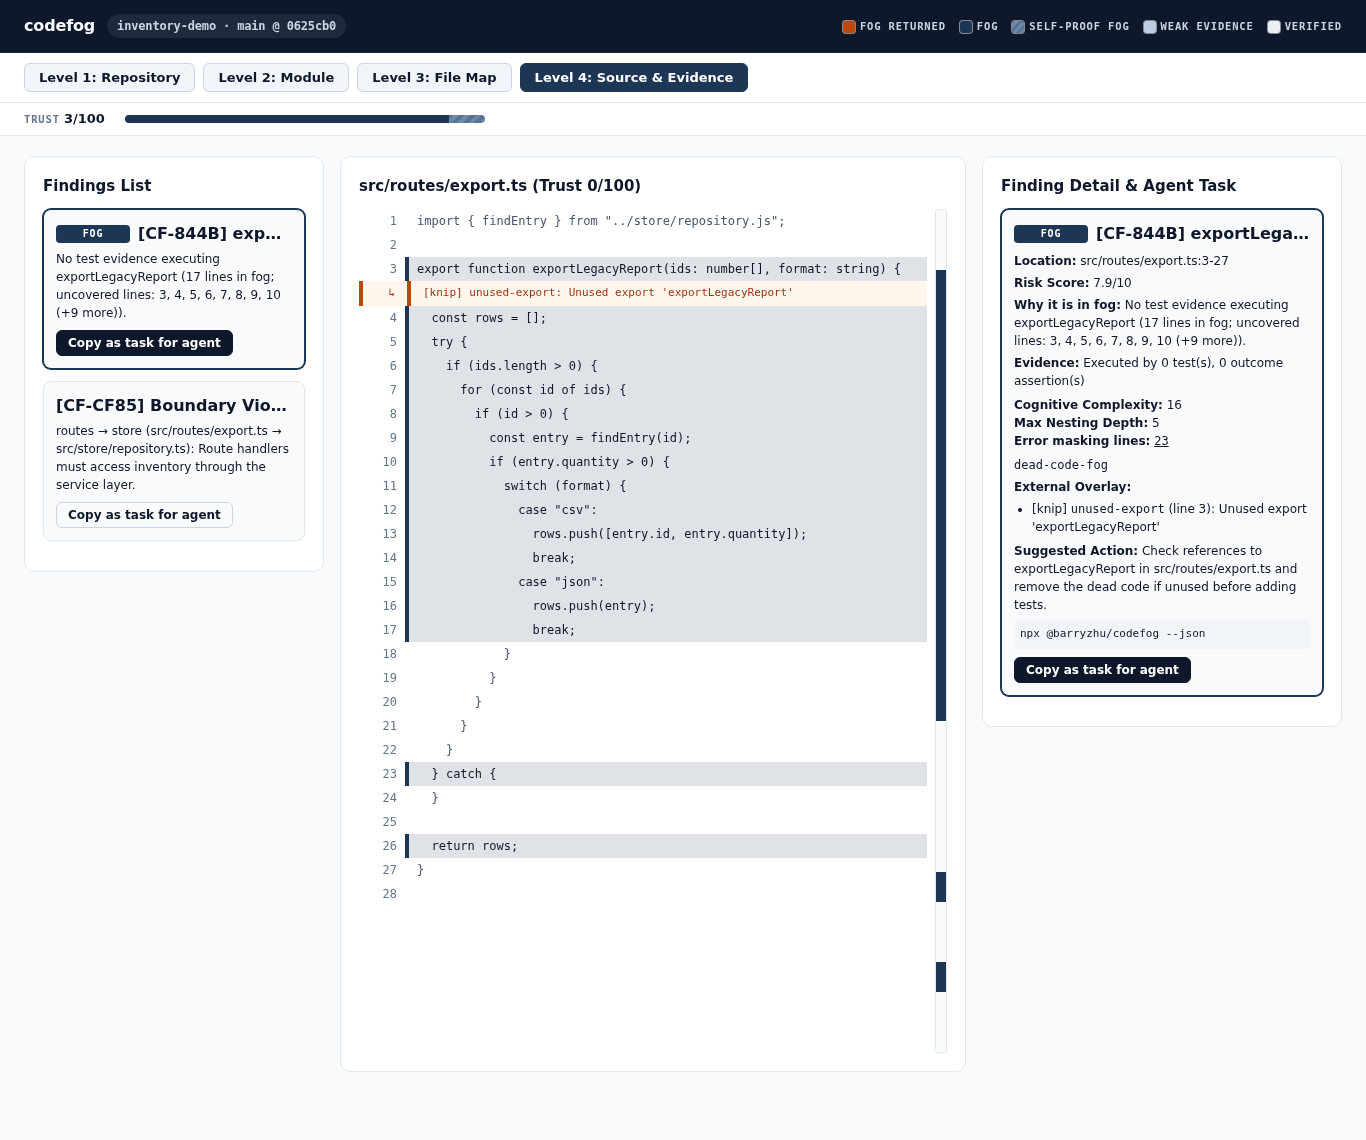 codefog
inventory-demo · main @ 0625cb0
FOG RETURNED
FOG
SELF-PROOF FOG
WEAK EVIDENCE
VERIFIED
Level 1: Repository
Level 2: Module
Level 3: File Map
Level 4: Source & Evidence
TRUST 3/100
Findings List
FOG [CF-844B] exp…
No test evidence executing
exportLegacyReport (17 lines in fog;
uncovered lines: 3, 4, 5, 6, 7, 8, 9, 10
(+9 more)).
Copy as task for agent
[CF-CF85] Boundary Vio…
routes → store (src/routes/export.ts →
src/store/repository.ts): Route handlers
must access inventory through the
service layer.
Copy as task for agent
src/routes/export.ts (Trust 0/100)
1 import { findEntry } from "../store/repository.js";
2
3 export function exportLegacyReport(ids: number[], format: string) {
↳ [knip] unused-export: Unused export 'exportLegacyReport'
4 const rows = [];
5 try {
6 if (ids.length > 0) {
7 for (const id of ids) {
8 if (id > 0) {
9 const entry = findEntry(id);
10 if (entry.quantity > 0) {
11 switch (format) {
12 case "csv":
13 rows.push([entry.id, entry.quantity]);
14 break;
15 case "json":
16 rows.push(entry);
17 break;
18 }
19 }
20 }
21 }
22 }
23 } catch {
24 }
25
26 return rows;
27 }
28
Finding Detail & Agent Task
FOG [CF-844B] exportLega…
Location: src/routes/export.ts:3-27
Risk Score: 7.9/10
Why it is in fog: No test evidence executing
exportLegacyReport (17 lines in fog; uncovered
lines: 3, 4, 5, 6, 7, 8, 9, 10 (+9 more)).
Evidence: Executed by 0 test(s), 0 outcome
assertion(s)
Cognitive Complexity: 16
Max Nesting Depth: 5
Error masking lines: 23
dead-code-fog
External Overlay:
• [knip] unused-export (line 3): Unused export
'exportLegacyReport'
Suggested Action: Check references to
exportLegacyReport in src/routes/export.ts and
remove the dead code if unused before adding
tests.
npx @barryzhu/codefog --json
Copy as task for agent